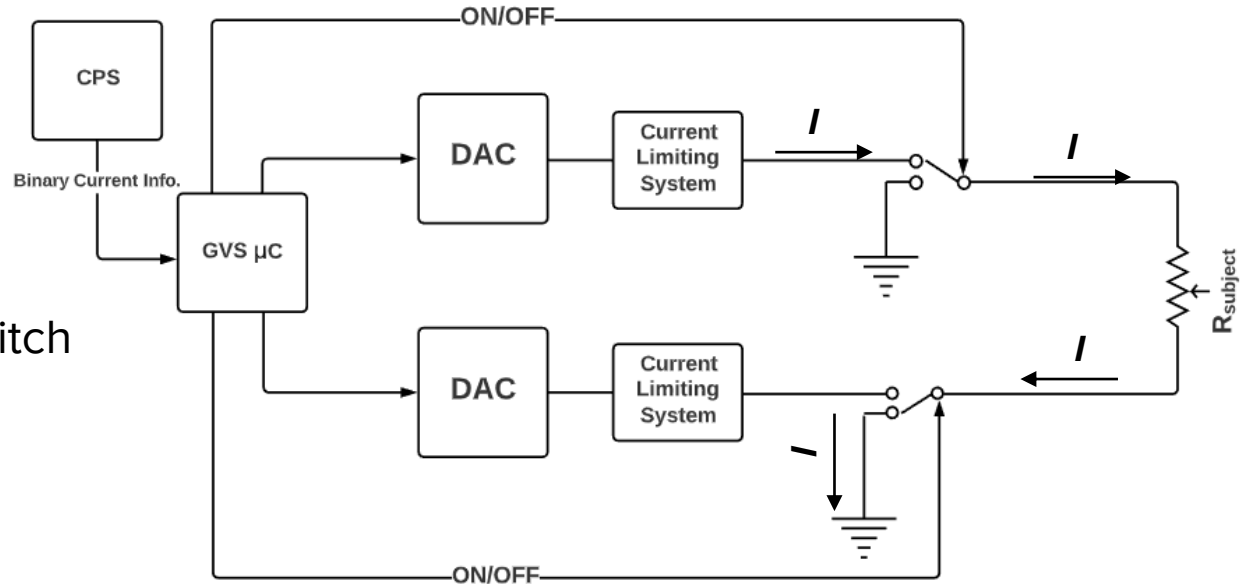 ON/OFF
CPS
Binary Current Info.
GVS µC
DAC
Current
Limiting
System
I
I
R subject
itch
DAC
Current
Limiting
System
I
I
ON/OFF